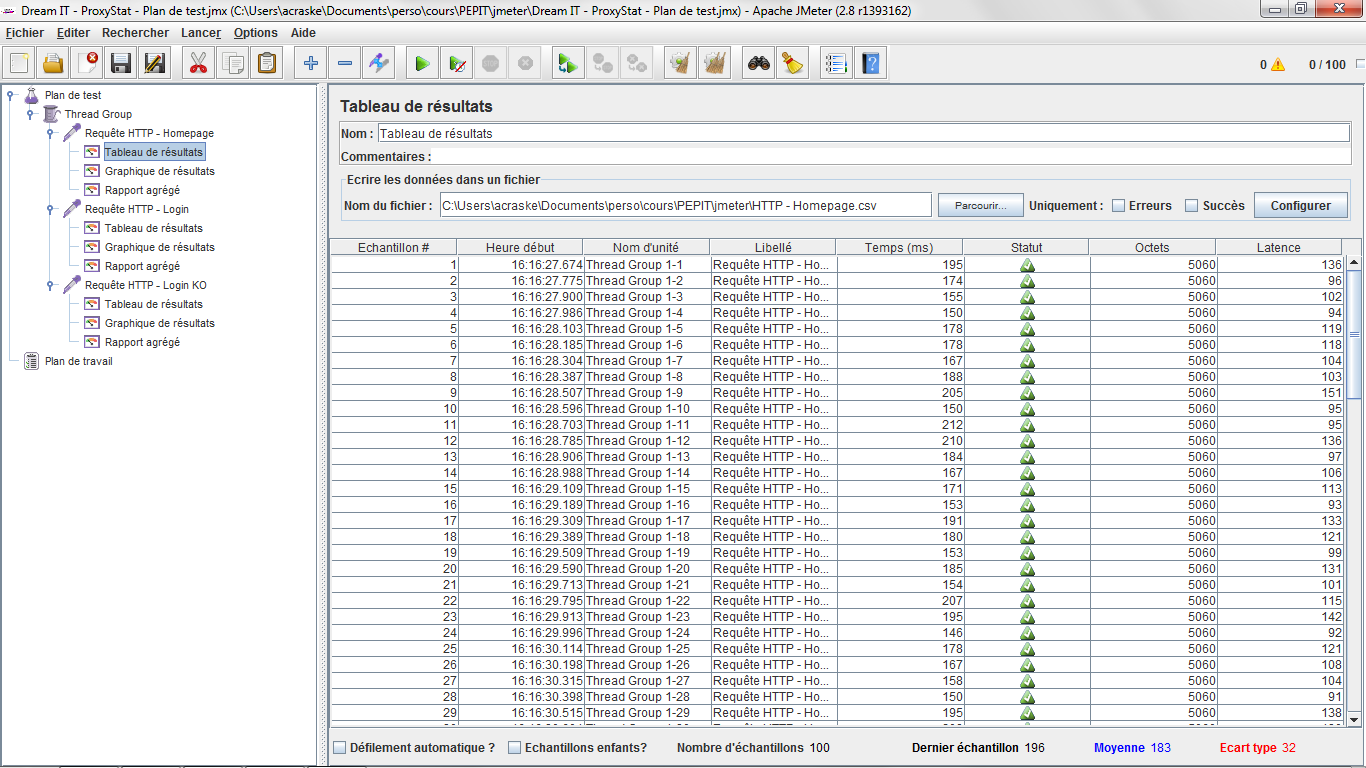 Dream IT - ProxyStat - Plan de test.jmx (C:\Users\acraske\Documents\perso\cours\PEPIT\jmeter\Dream IT - ProxyStat - Plan de test.jmx) - Apache JMeter (2.8 r1393162)
Fichier Editer Rechercher Lancer Options Aide
0 0 / 100
Plan de test
Thread Group
Requête HTTP - Homepage
Tableau de résultats
Graphique de résultats
Rapport agrégé
Requête HTTP - Login
Tableau de résultats
Graphique de résultats
Rapport agrégé
Requête HTTP - Login KO
Tableau de résultats
Graphique de résultats
Rapport agrégé
Plan de travail
Tableau de résultats
Nom : Tableau de résultats
Commentaires :
Ecrire les données dans un fichier
Nom du fichier : C:\Users\acraske\Documents\perso\cours\PEPIT\jmeter\HTTP - Homepage.csv Parcourir... Uniquement : Erreurs Succès Configurer
Echantillon # Heure début Nom d'unité Libellé Temps (ms) Statut Octets Latence
1 16:16:27.674 Thread Group 1-1 Requête HTTP - Ho... 195 5060 136
2 16:16:27.775 Thread Group 1-2 Requête HTTP - Ho... 174 5060 96
3 16:16:27.900 Thread Group 1-3 Requête HTTP - Ho... 155 5060 102
4 16:16:27.986 Thread Group 1-4 Requête HTTP - Ho... 150 5060 94
5 16:16:28.103 Thread Group 1-5 Requête HTTP - Ho... 178 5060 119
6 16:16:28.185 Thread Group 1-6 Requête HTTP - Ho... 178 5060 118
7 16:16:28.304 Thread Group 1-7 Requête HTTP - Ho... 167 5060 104
8 16:16:28.387 Thread Group 1-8 Requête HTTP - Ho... 188 5060 103
9 16:16:28.507 Thread Group 1-9 Requête HTTP - Ho... 205 5060 151
10 16:16:28.596 Thread Group 1-10 Requête HTTP - Ho... 150 5060 95
11 16:16:28.703 Thread Group 1-11 Requête HTTP - Ho... 212 5060 95
12 16:16:28.785 Thread Group 1-12 Requête HTTP - Ho... 210 5060 136
13 16:16:28.906 Thread Group 1-13 Requête HTTP - Ho... 184 5060 97
14 16:16:28.988 Thread Group 1-14 Requête HTTP - Ho... 167 5060 106
15 16:16:29.109 Thread Group 1-15 Requête HTTP - Ho... 171 5060 113
16 16:16:29.189 Thread Group 1-16 Requête HTTP - Ho... 153 5060 93
17 16:16:29.309 Thread Group 1-17 Requête HTTP - Ho... 191 5060 133
18 16:16:29.389 Thread Group 1-18 Requête HTTP - Ho... 180 5060 121
19 16:16:29.509 Thread Group 1-19 Requête HTTP - Ho... 153 5060 99
20 16:16:29.590 Thread Group 1-20 Requête HTTP - Ho... 185 5060 131
21 16:16:29.713 Thread Group 1-21 Requête HTTP - Ho... 154 5060 101
22 16:16:29.795 Thread Group 1-22 Requête HTTP - Ho... 207 5060 115
23 16:16:29.913 Thread Group 1-23 Requête HTTP - Ho... 195 5060 142
24 16:16:29.996 Thread Group 1-24 Requête HTTP - Ho... 146 5060 92
25 16:16:30.114 Thread Group 1-25 Requête HTTP - Ho... 178 5060 121
26 16:16:30.198 Thread Group 1-26 Requête HTTP - Ho... 167 5060 108
27 16:16:30.315 Thread Group 1-27 Requête HTTP - Ho... 158 5060 104
28 16:16:30.398 Thread Group 1-28 Requête HTTP - Ho... 150 5060 91
29 16:16:30.515 Thread Group 1-29 Requête HTTP - Ho... 195 5060 138
Défilement automatique ? Echantillons enfants? Nombre d'échantillons 100 Dernier échantillon 196 Moyenne 183 Ecart type 32